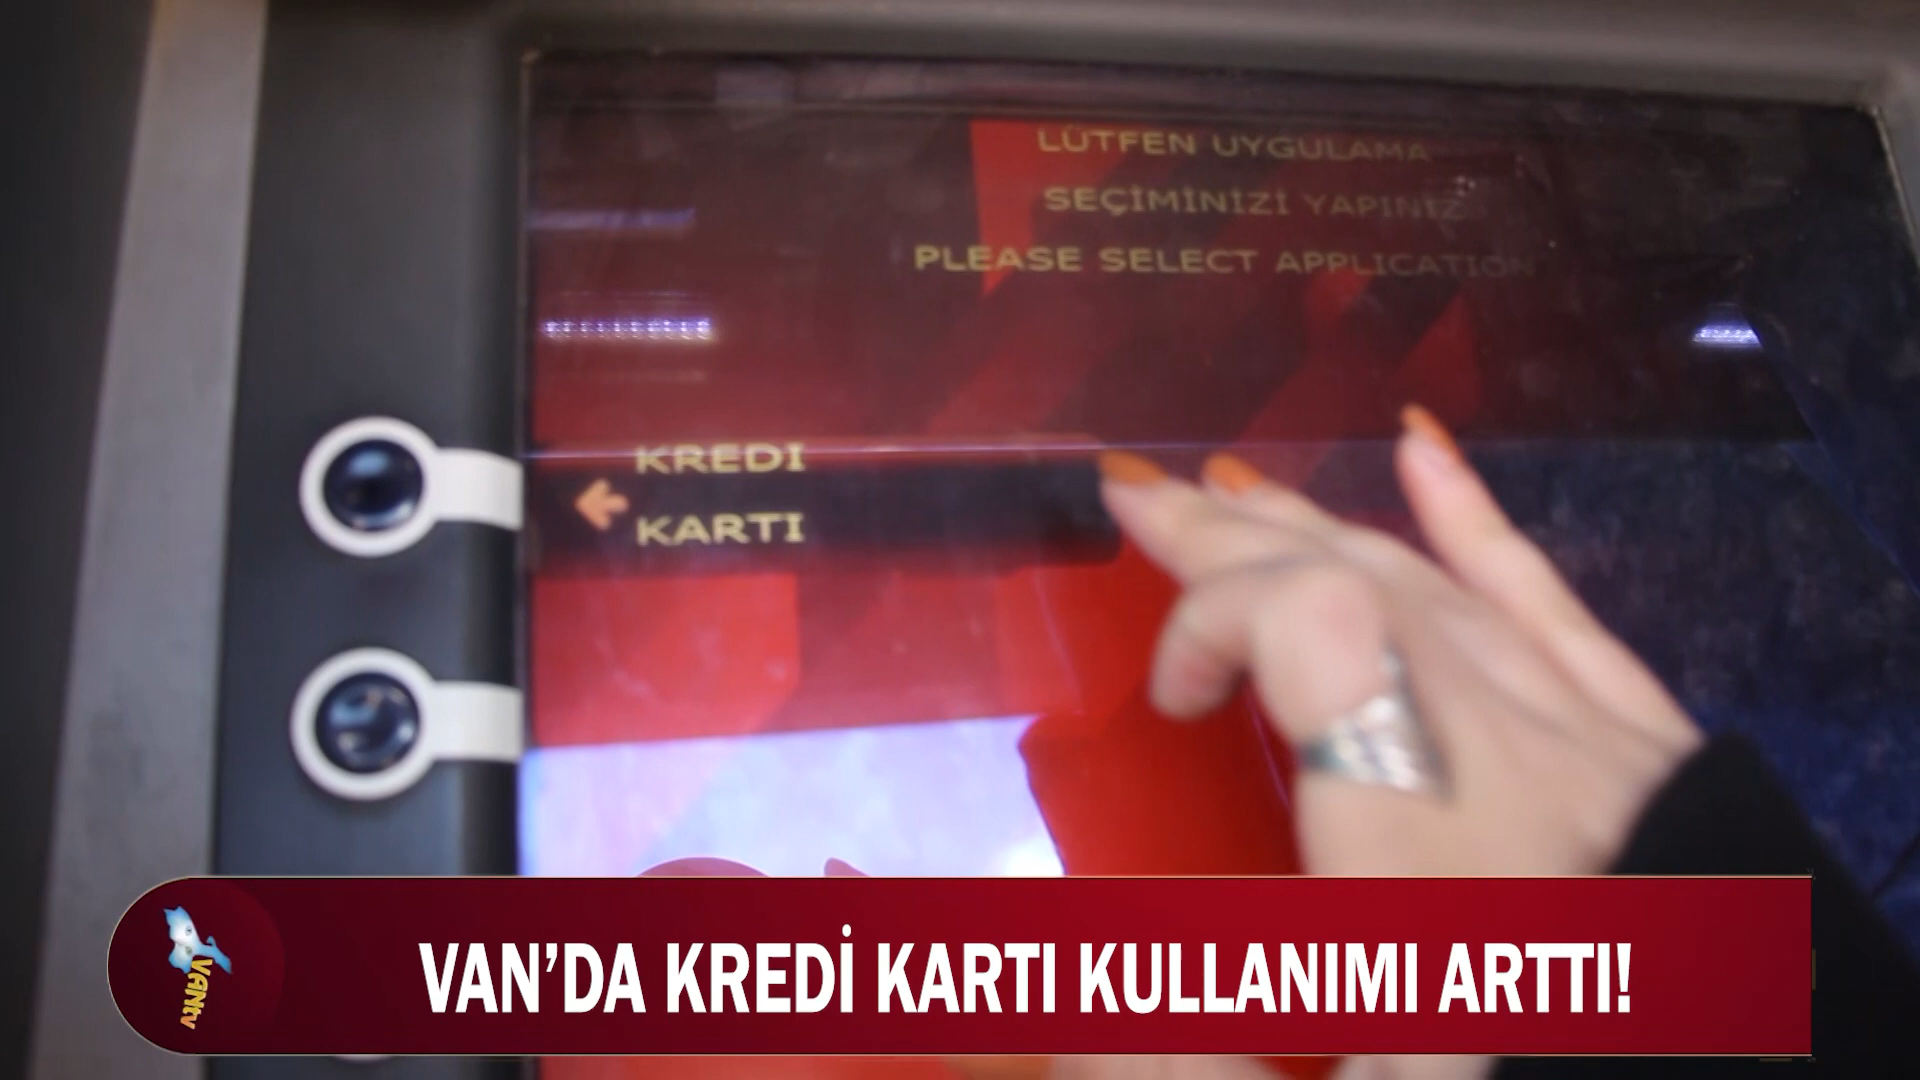 LÜTFEN UYGULAMA
SEÇİMİNİZİ YAPINIZ
PLEASE SELECT APPLICATION
KREDI
KARTI
VANtv
VAN'DA KREDİ KARTI KULLANIMI ARTTI!